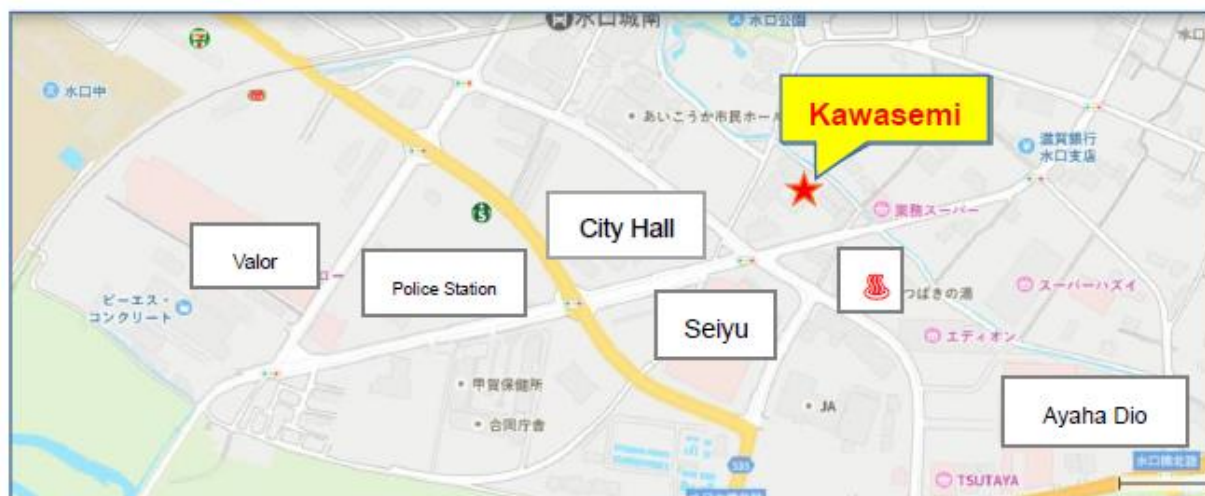 水口城南
水口公園
水口中
あいこうか市民ホール
Kawasemi
滋賀銀行
水口支店
業務スーパー
City Hall
Valor
ロー
Police Station
つばきの湯
スーパーハズイ
ピーエス・
コンクリート
Seiyu
エディオン
甲賀保健所
JA
合同庁舎
Ayaha Dio
535
TSUTAYA